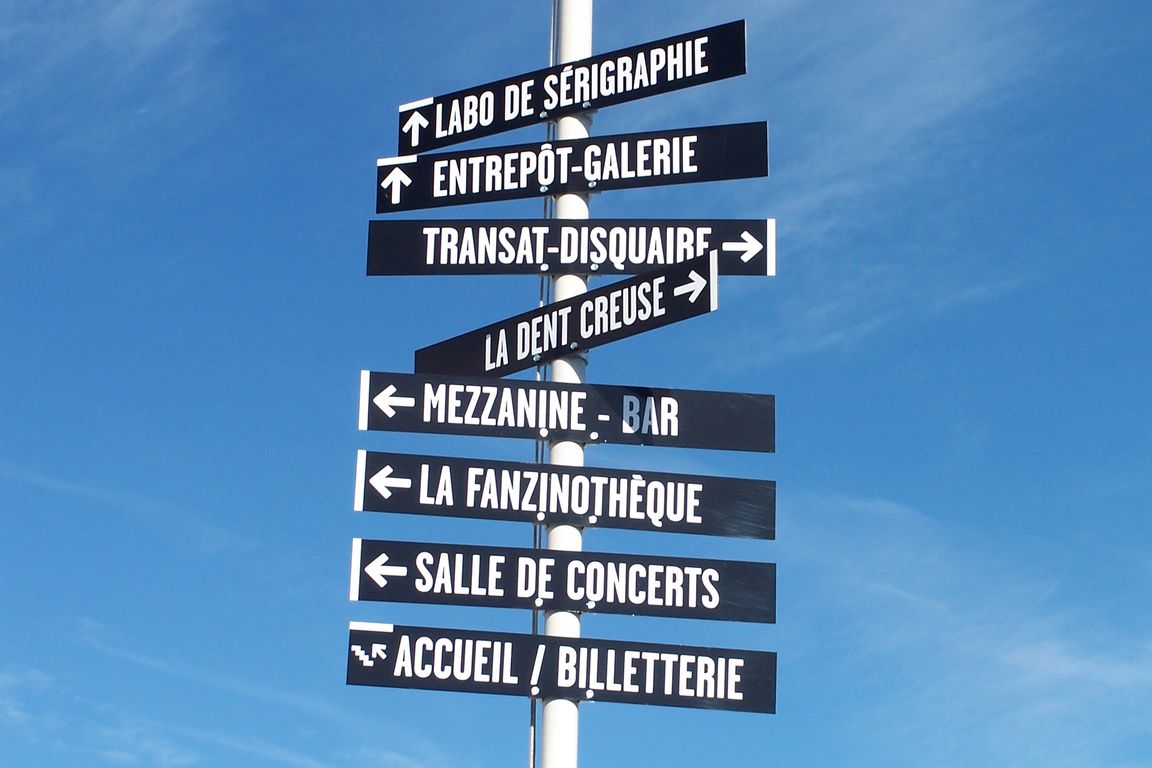 LABO DE SÉRIGRAPHIE
ENTREPÔT-GALERIE
TRANSAT-DISQUAIRE
LA DENT CREUSE
MEZZANINE - BAR
LA FANZINOTHÈQUE
SALLE DE CONCERTS
ACCUEIL / BILLETTERIE